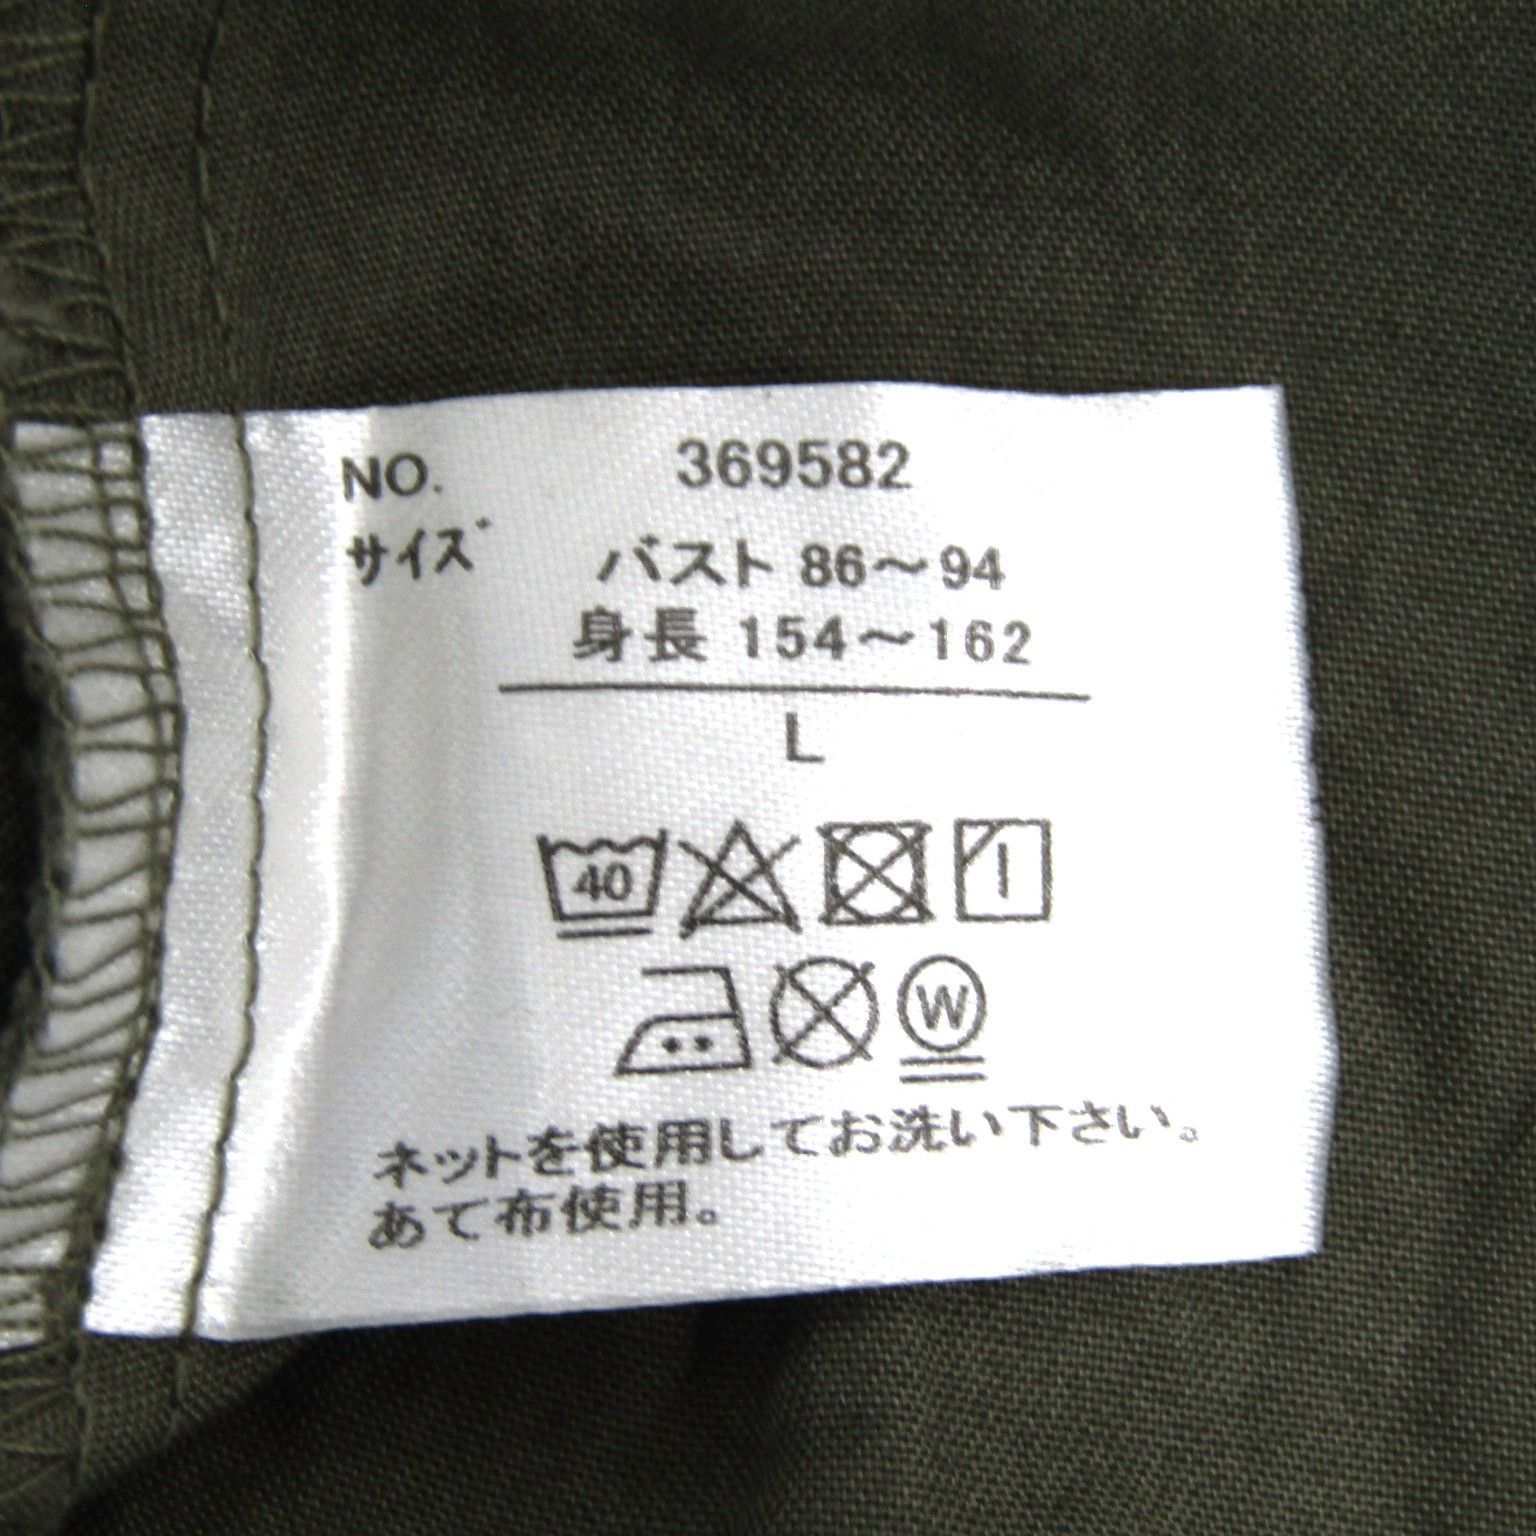 NO. 369582
サイズ バスト 86～94
身長 154～162
L
40
W
ネットを使用してお洗い下さい。
あて布使用。